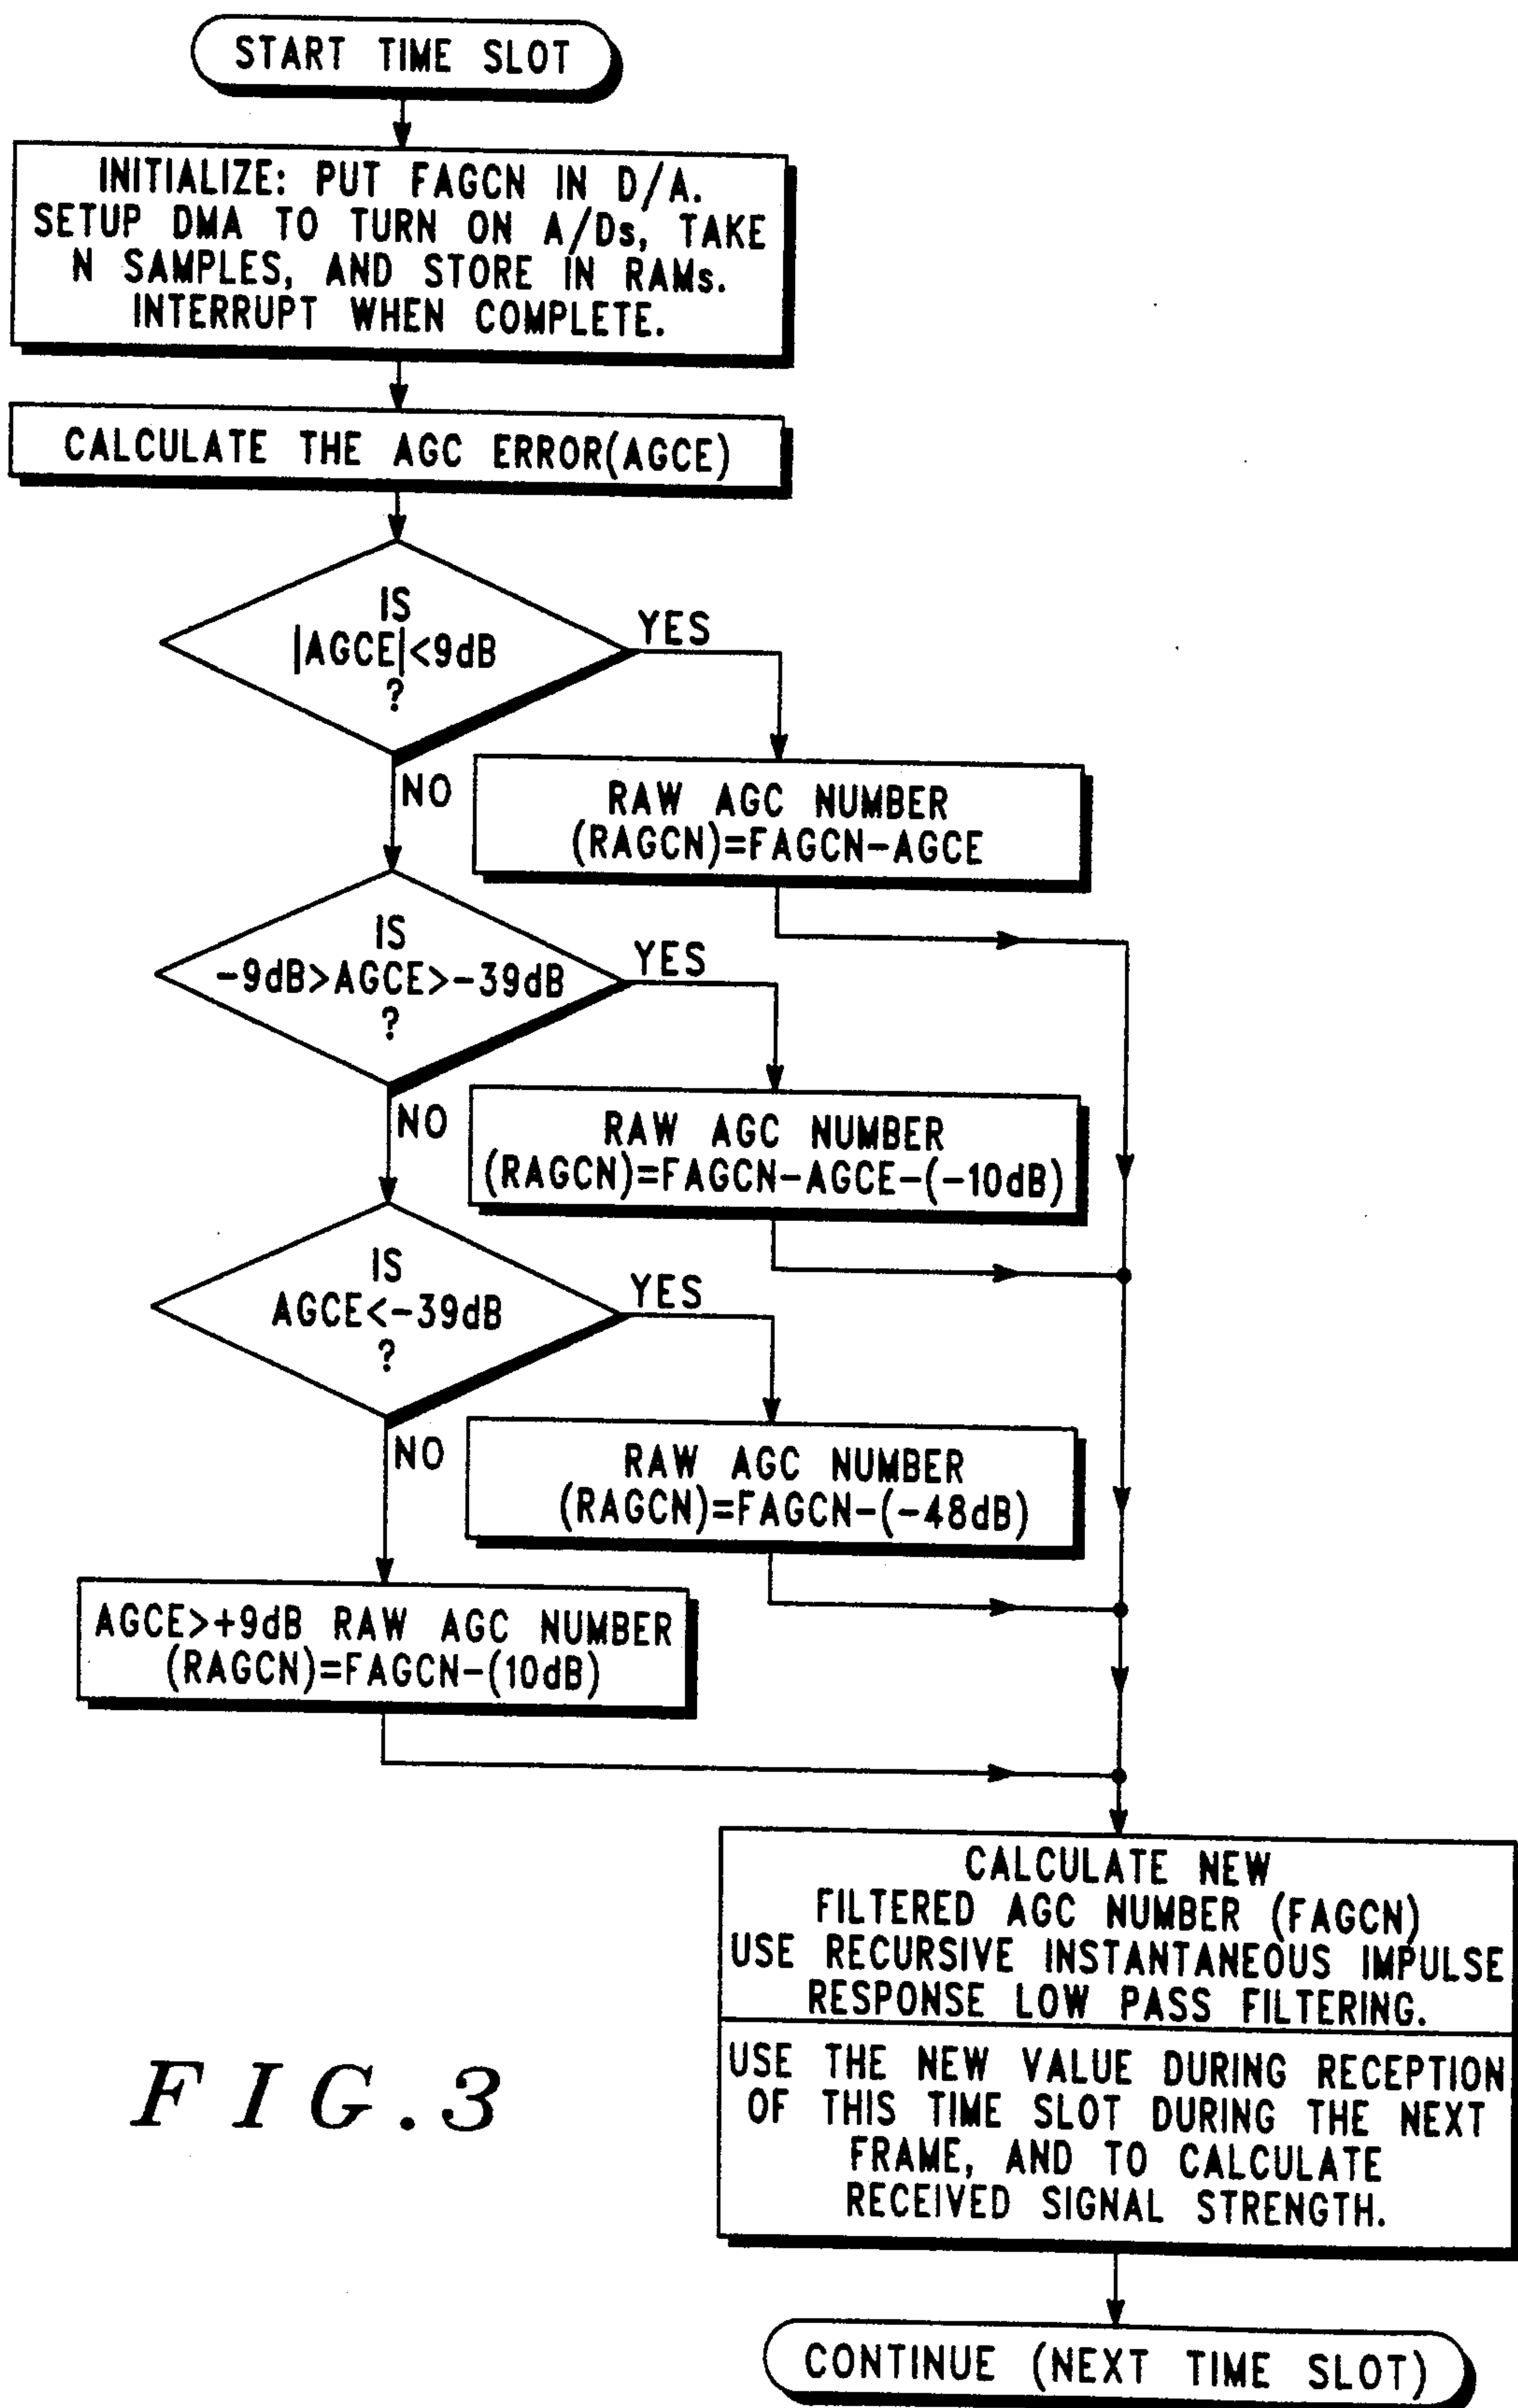 START TIME SLOT
INITIALIZE: PUT FAGCN IN D/A.
SETUP DMA TO TURN ON A/Ds, TAKE
N SAMPLES, AND STORE IN RAMs.
INTERRUPT WHEN COMPLETE.
CALCULATE THE AGC ERROR(AGCE)
IS
|AGCE|<9dB
?
YES
NO
RAW AGC NUMBER
(RAGCN)=FAGCN-AGCE
IS
-9dB>AGCE>-39dB
?
YES
NO
RAW AGC NUMBER
(RAGCN)=FAGCN-AGCE-(-10dB)
IS
AGCE<-39dB
?
YES
NO
RAW AGC NUMBER
(RAGCN)=FAGCN-(-48dB)
AGCE>+9dB RAW AGC NUMBER
(RAGCN)=FAGCN-(10dB)
CALCULATE NEW
FILTERED AGC NUMBER (FAGCN)
USE RECURSIVE INSTANTANEOUS IMPULSE
RESPONSE LOW PASS FILTERING.
USE THE NEW VALUE DURING RECEPTION
OF THIS TIME SLOT DURING THE NEXT
FRAME, AND TO CALCULATE
RECEIVED SIGNAL STRENGTH.
CONTINUE (NEXT TIME SLOT)
FIG.3